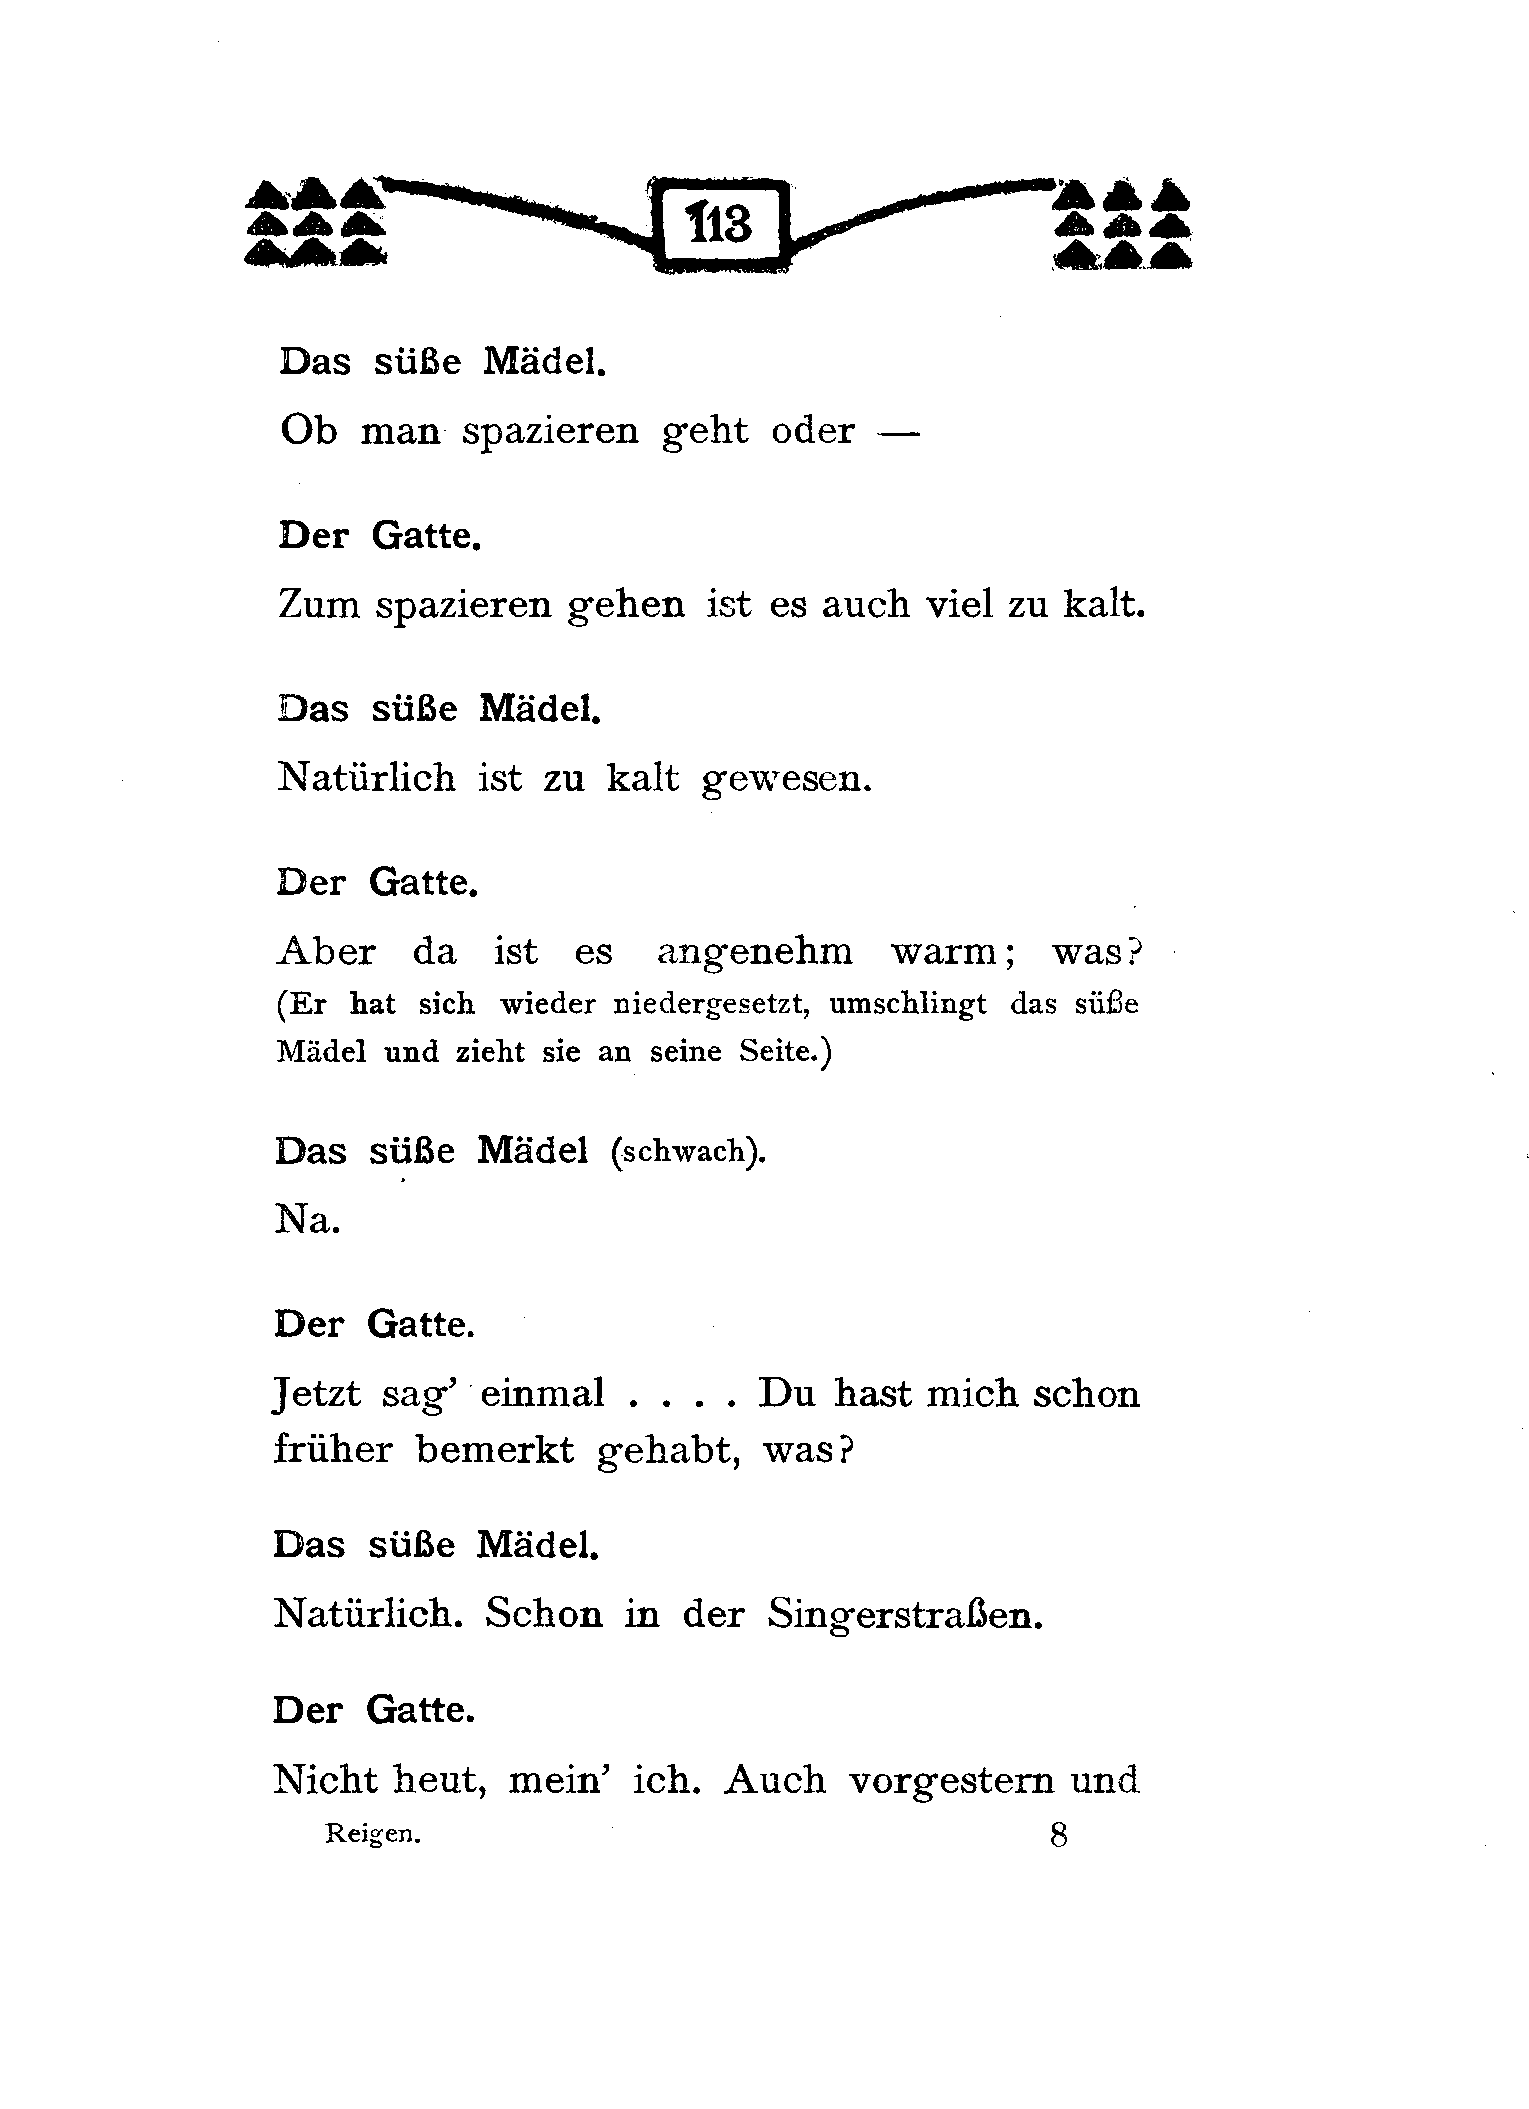 113
Das süße Mädel.
Ob man spazieren geht oder —
Der Gatte.
Zum spazieren gehen ist es auch viel zu kalt.
Das süße Mädel.
Natürlich ist zu kalt gewesen.
Der Gatte.
Aber da ist es angenehm warm; was?
(Er hat sich wieder niedergesetzt, umschlingt das süße
Mädel und zieht sie an seine Seite.)
Das süße Mädel (schwach).
Na.
Der Gatte.
Jetzt sag’ einmal . . . . Du hast mich schon
früher bemerkt gehabt, was?
Das süße Mädel.
Natürlich. Schon in der Singerstraßen.
Der Gatte.
Nicht heut, mein’ ich. Auch vorgestern und
Reigen. 8